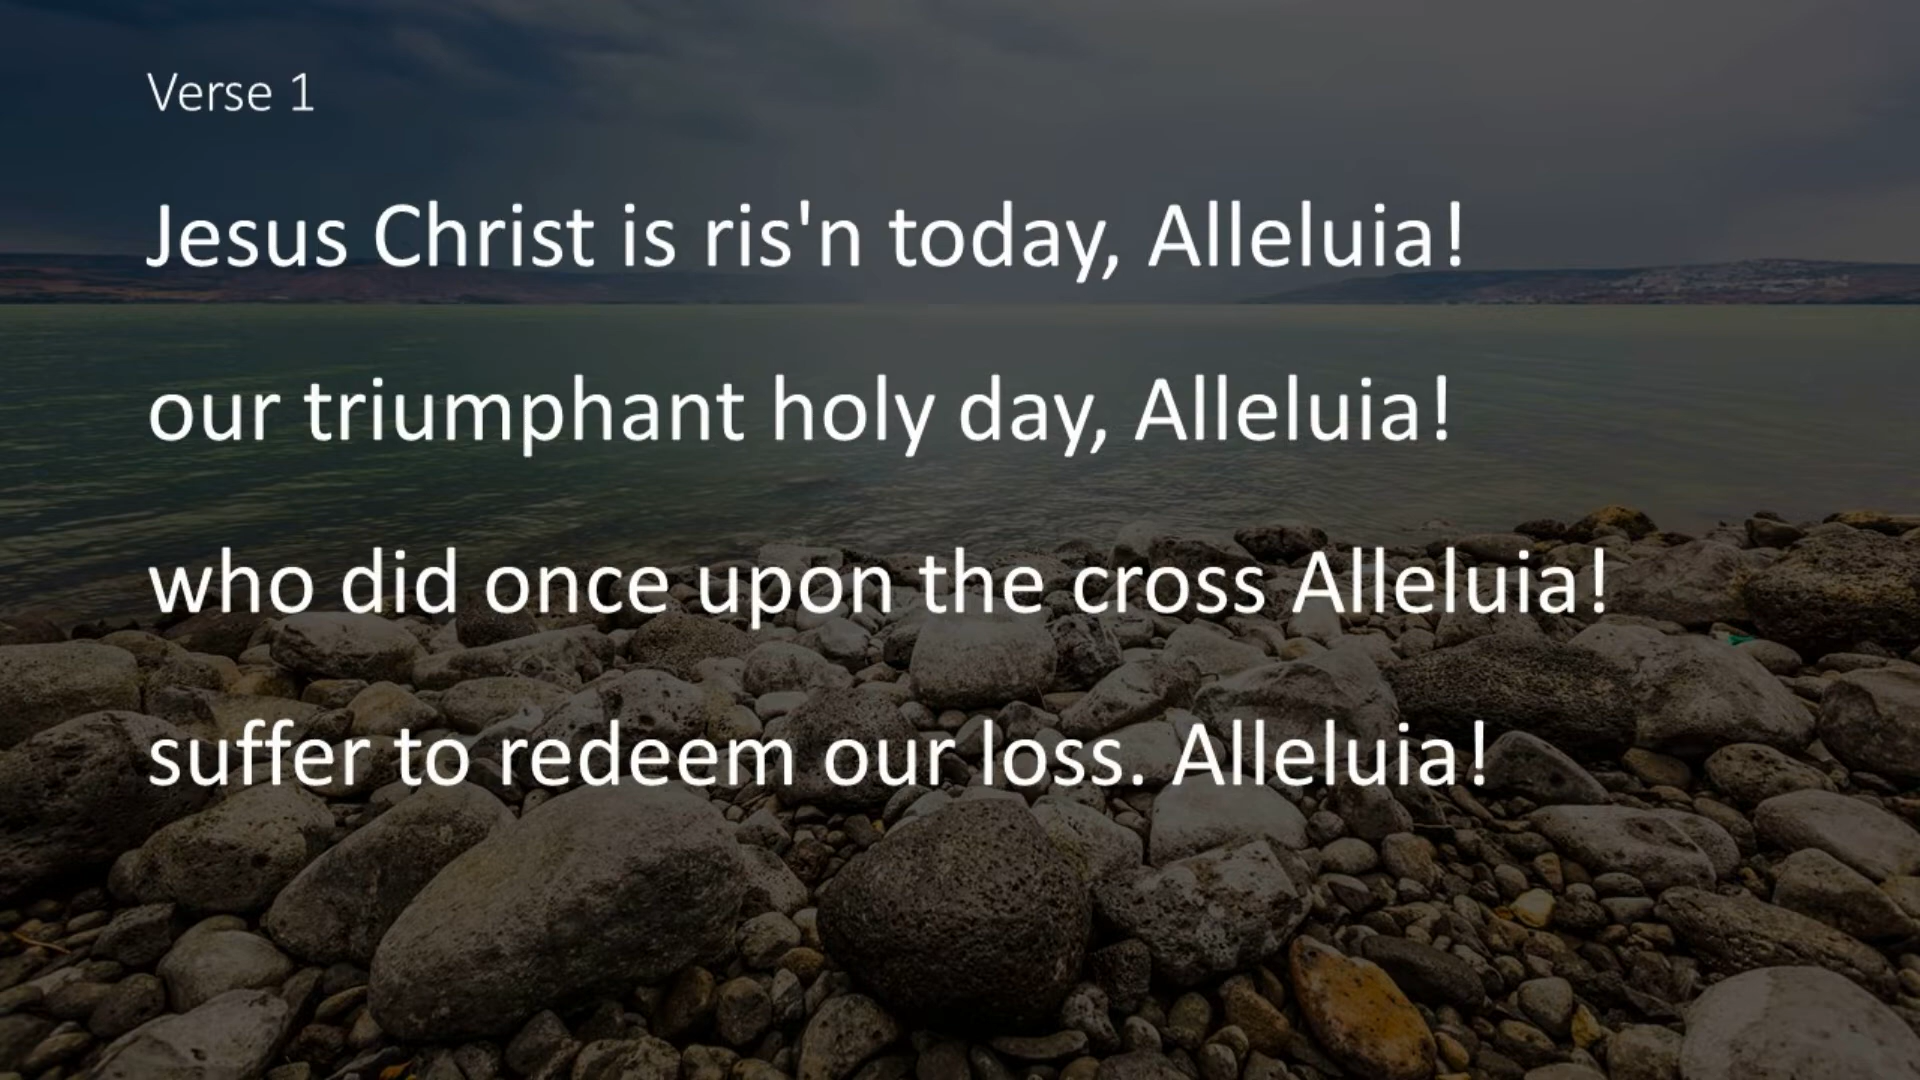 Verse 1
Jesus Christ is ris'n today, Alleluia!
our triumphant holy day, Alleluia!
who did once upon the cross Alleluia!
suffer to redeem our loss. Alleluia!